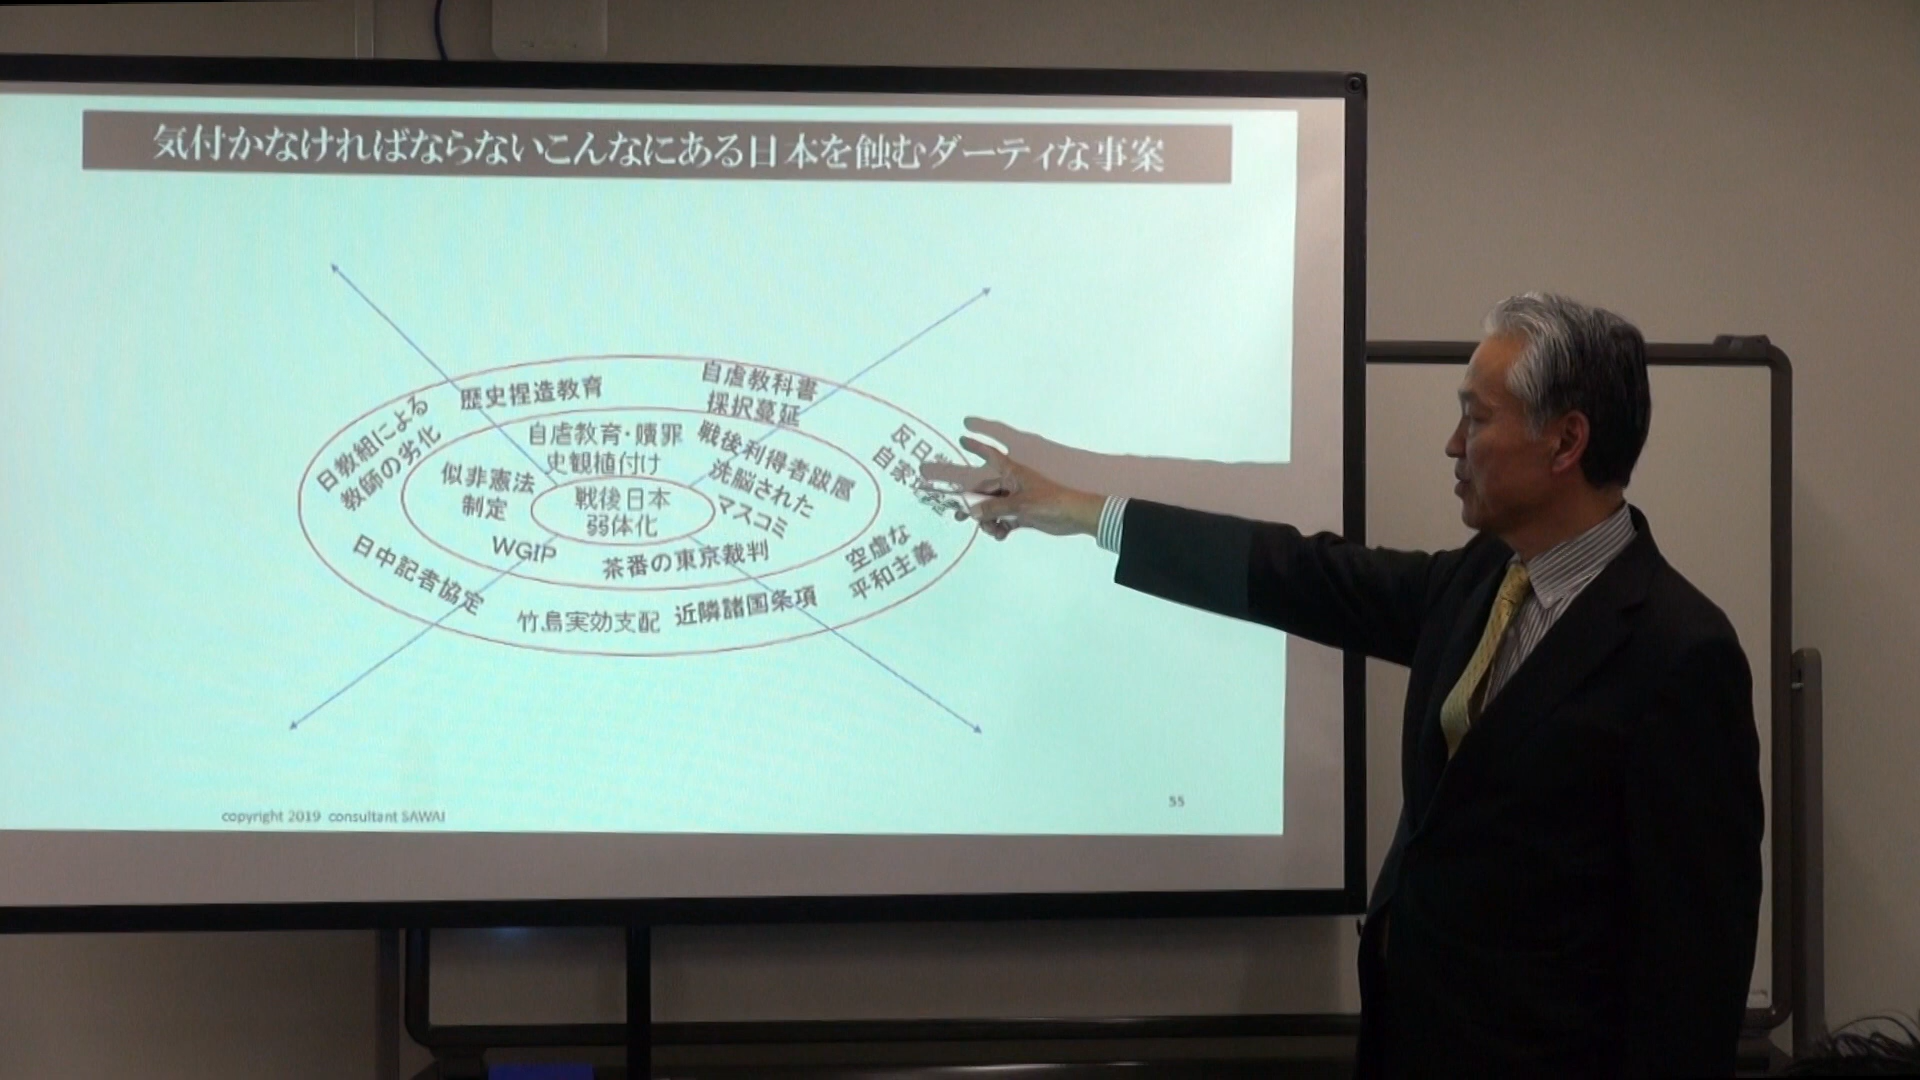 気付かなければならないこんなにある日本を蝕むダーティな事案
歴史捏造教育
自虐教科書
採択蔓延
日教組による
教師の劣化
自虐教育・贖罪
史観植付け
戦後利得者跋扈
洗脳された
マスコミ
反日
自家
似非憲法
制定
戦後日本
弱体化
WGIP
茶番の東京裁判
空虚な
平和主義
日中記者協定
竹島実効支配
近隣諸国条項
copyright 2019 consultant SAWAI
55